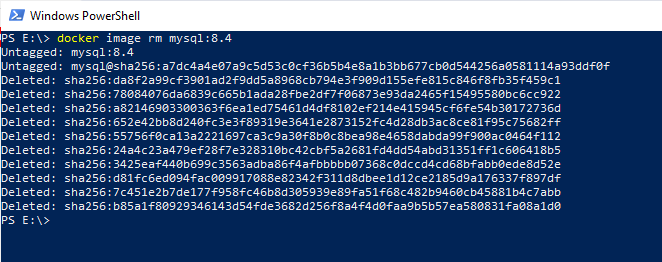 Windows PowerShell
PS E:\> docker image rm mysql:8.4
Untagged: mysql:8.4
Untagged: mysql@sha256:a7dc4a4e07a9c5d53c0cf36b5b4e8a1b3bb677cb0d544256a0581114a93ddf0f
Deleted: sha256:da8f2a99cf3901ad2f9dd5a8968cb794e3f909d155efe815c846f8fb35f459c1
Deleted: sha256:78084076da6839c665b1ada28fbe2df7f06873e93da2465f15495580bc6cc922
Deleted: sha256:a82146903300363f6ea1ed75461d4df8102ef214e415945cf6fe54b30172736d
Deleted: sha256:652e42bb8d240fc3e3f89319e3641e2873152fc4d28db3ac8ce81f95c75682ff
Deleted: sha256:55756f0ca13a2221697ca3c9a30f8b0c8bea98e4658dabda99f900ac0464f112
Deleted: sha256:24a4c23a479ef28f7e328310bc42cbf5a2681fd4dd54abd31351ff1c606418b5
Deleted: sha256:3425eaf440b699c3563adba86f4afbbbbb07368c0dccd4cd68bfabb0ede8d52e
Deleted: sha256:d81fc6ed094fac009917088e82342f311d8dbee1d12ce2185d9a176337f897df
Deleted: sha256:7c451e2b7de177f958fc46b8d305939e89fa51f68c482b9460cb45881b4c7abb
Deleted: sha256:b85a1f80929346143d54fde3682d256f8a4f4d0faa9b5b57ea580831fa08a1d0
PS E:\>